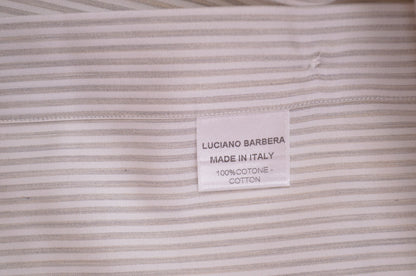 LUCIANO BARBERA
MADE IN ITALY
100%COTONE -
COTTON